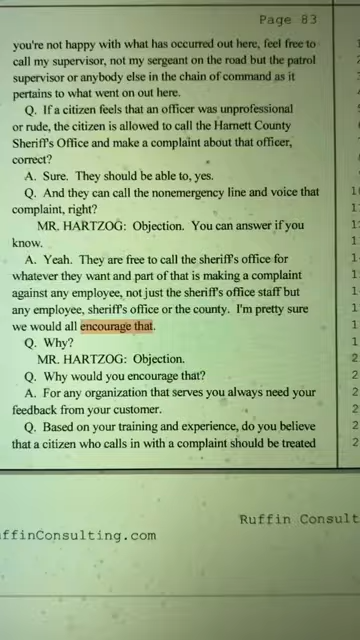 Page 83
you're not happy with what has occurred out here, feel free to
call my supervisor, not my sergeant on the road but the patrol
supervisor or anybody else in the chain of command as it
pertains to what went on out here.
Q. If a citizen feels that an officer was unprofessional
or rude, the citizen is allowed to call the Harnett County
Sheriff's Office and make a complaint about that officer,
correct?
A. Sure. They should be able to, yes.
Q. And they can call the nonemergency line and voice that
complaint, right?
MR. HARTZOG: Objection. You can answer if you
know.
A. Yeah. They are free to call the sheriff's office for
whatever they want and part of that is making a complaint
against any employee, not just the sheriff's office staff but
any employee, sheriff's office or the county. I'm pretty sure
we would all encourage that.
Q. Why?
MR. HARTZOG: Objection.
Q. Why would you encourage that?
A. For any organization that serves you always need your
feedback from your customer.
Q. Based on your training and experience, do you believe
that a citizen who calls in with a complaint should be treated
Ruffin Consult
ffinConsulting.com